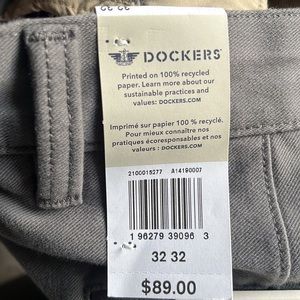 32 32
DOCKERS
Printed on 100% recycled
paper. Learn more about our
sustainable practices and
values: DOCKERS.COM
Imprimé sur papier 100 % recyclé.
Pour mieux connaître nos
pratiques écoresponsables et nos
valeurs : DOCKERS.COM
2100015277 A14190007
1 96279 39096 3
32 32
$89.00